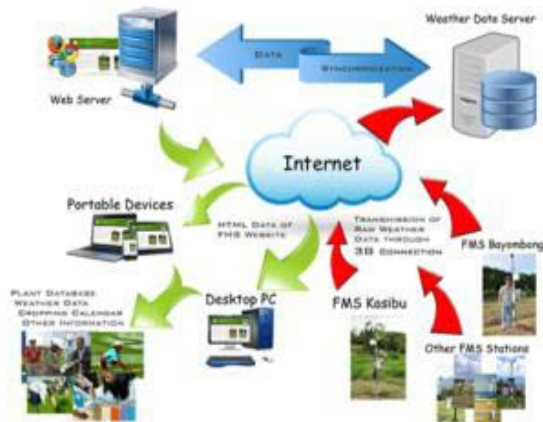 Weather Data Server
DATA
SYNCHRONIZATION
Web Server
Internet
Portable Devices
HTML DATA OF
FMS WEBSITE
TRANSMISSION OF
RAW WEATHER
DATA THROUGH
3G CONNECTION
FMS Bayombong
PLANT DATABASE
WEATHER DATA
CROPPING CALENDAR
OTHER INFORMATION
Desktop PC
FMS Kasibu
Other FMS Stations